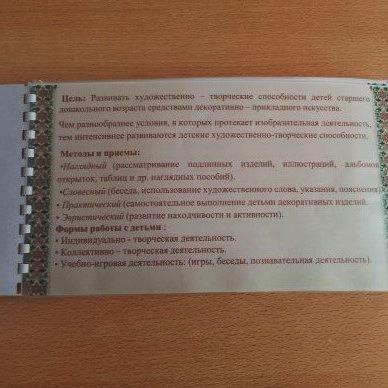 Цель: Развивать художественно – творческие способности детей старшего
дошкольного возраста средствами декоративно – прикладного искусства.
Чем разнообразнее условия, в которых протекает изобразительная деятельность,
тем интенсивнее развиваются детские художественно-творческие способности.
Методы и приемы:
•Наглядный (рассматривание подлинных изделий, иллюстраций, альбомов
открыток, таблиц и др. наглядных пособий).
•Словесный (беседа, использование художественного слова, указания, пояснения)
•Практический (самостоятельное выполнение детьми декоративных изделий.
• Эвристический (развитие находчивости и активности).
Формы работы с детьми :
• Индивидуально - творческая деятельность.
• Коллективно – творческая деятельность.
• Учебно-игровая деятельность: (игры, беседы, познавательная деятельность).